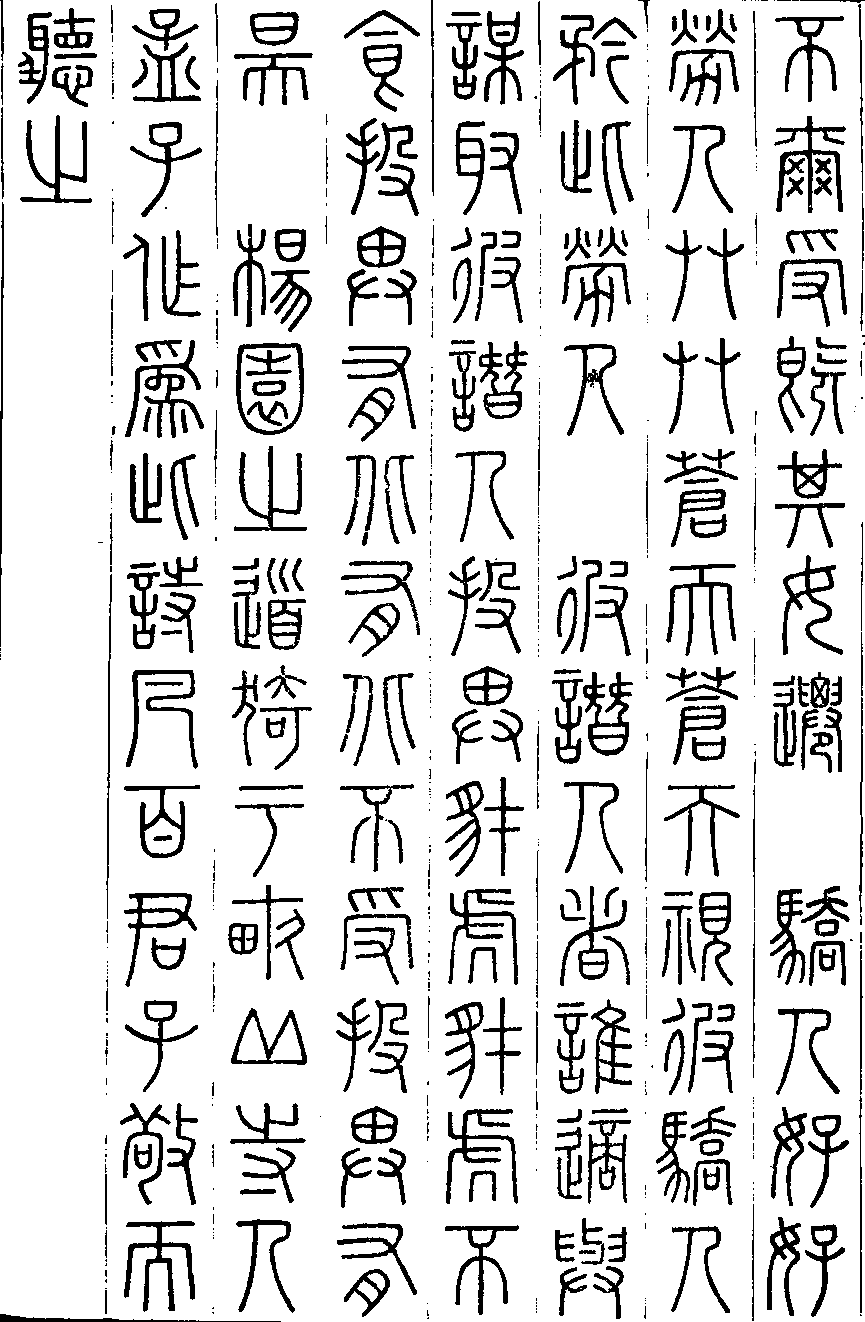 不爾受既其女遷　驕人好好
勞人艸艸蒼天蒼天視彼驕人
矜此勞人　彼譖人者誰適與
謀取彼譖人投畀豺虎豺虎不
食投畀有北有北不受投畀有
昊　楊園之道猗于畝丘寺人
孟子作為此詩凡百君子敬而
聽之